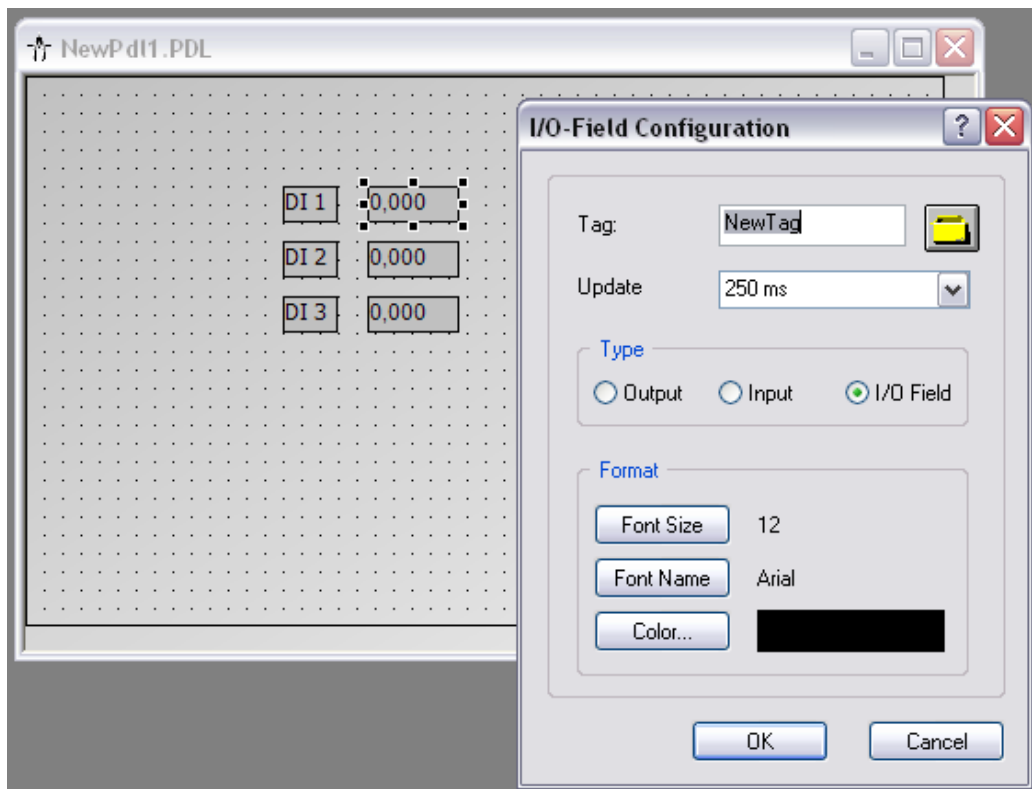 NewPdl1.PDL
DI 1 0,000
DI 2 0,000
DI 3 0,000
I/O-Field Configuration
Tag: NewTag
Update 250 ms
Type
Output Input I/O Field
Format
Font Size 12
Font Name Arial
Color...
OK Cancel